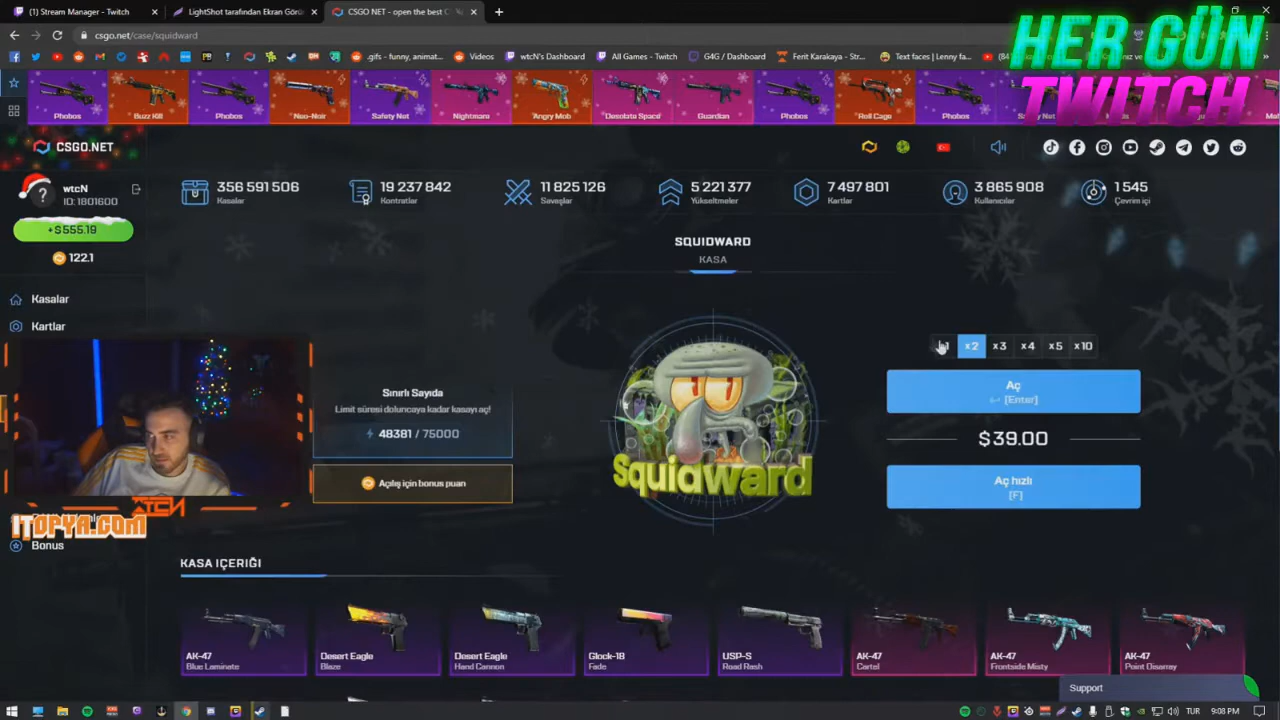 (1) Stream Manager - Twitch
LightShot tarafından Ekran Görü
CSGO NET - open the best C
HER GÜN
TWITCH
csgo.net/case/squidward
.gifs - funny, animat...
Videos
wtcN's Dashboard
All Games - Twitch
G4G / Dashboard
Ferit Karakaya - Str...
Text faces | Lenny fa...
Phobos
Buzz Kill
Phobos
Neo-Noir
Safety Net
Nightmare
Angry Mob
Desolate Space
Guardian
Phobos
Roll Cage
Phobos
CSGO.NET
wtcN
ID:1801600
+$555.19
122.1
356 591 506
Kasalar
19 237 842
Kontratlar
11 825 126
Savaşlar
5 221 377
Yükseltmeler
7 497 801
Kartlar
3 865 908
Kullanıcılar
1 545
Çevrim içi
SQUIDWARD
KASA
Kasalar
Kartlar
x2
x3
x4
x5
x10
Aç
[Enter]
$39.00
Aç hızlı
[F]
Sınırlı Sayıda
Limit süresi doluncaya kadar kasayı aç!
48381 / 75000
Açılış için bonus puan
Squidward
iTOPYA.COM
Bonus
KASA İÇERİĞİ
AK-47
Blue Laminate
Desert Eagle
Blaze
Desert Eagle
Hand Cannon
Glock-18
Fade
USP-S
Road Rash
AK-47
Cartel
AK-47
Frontside Misty
AK-47
Point Disarray
Support
TUR
9:08 PM